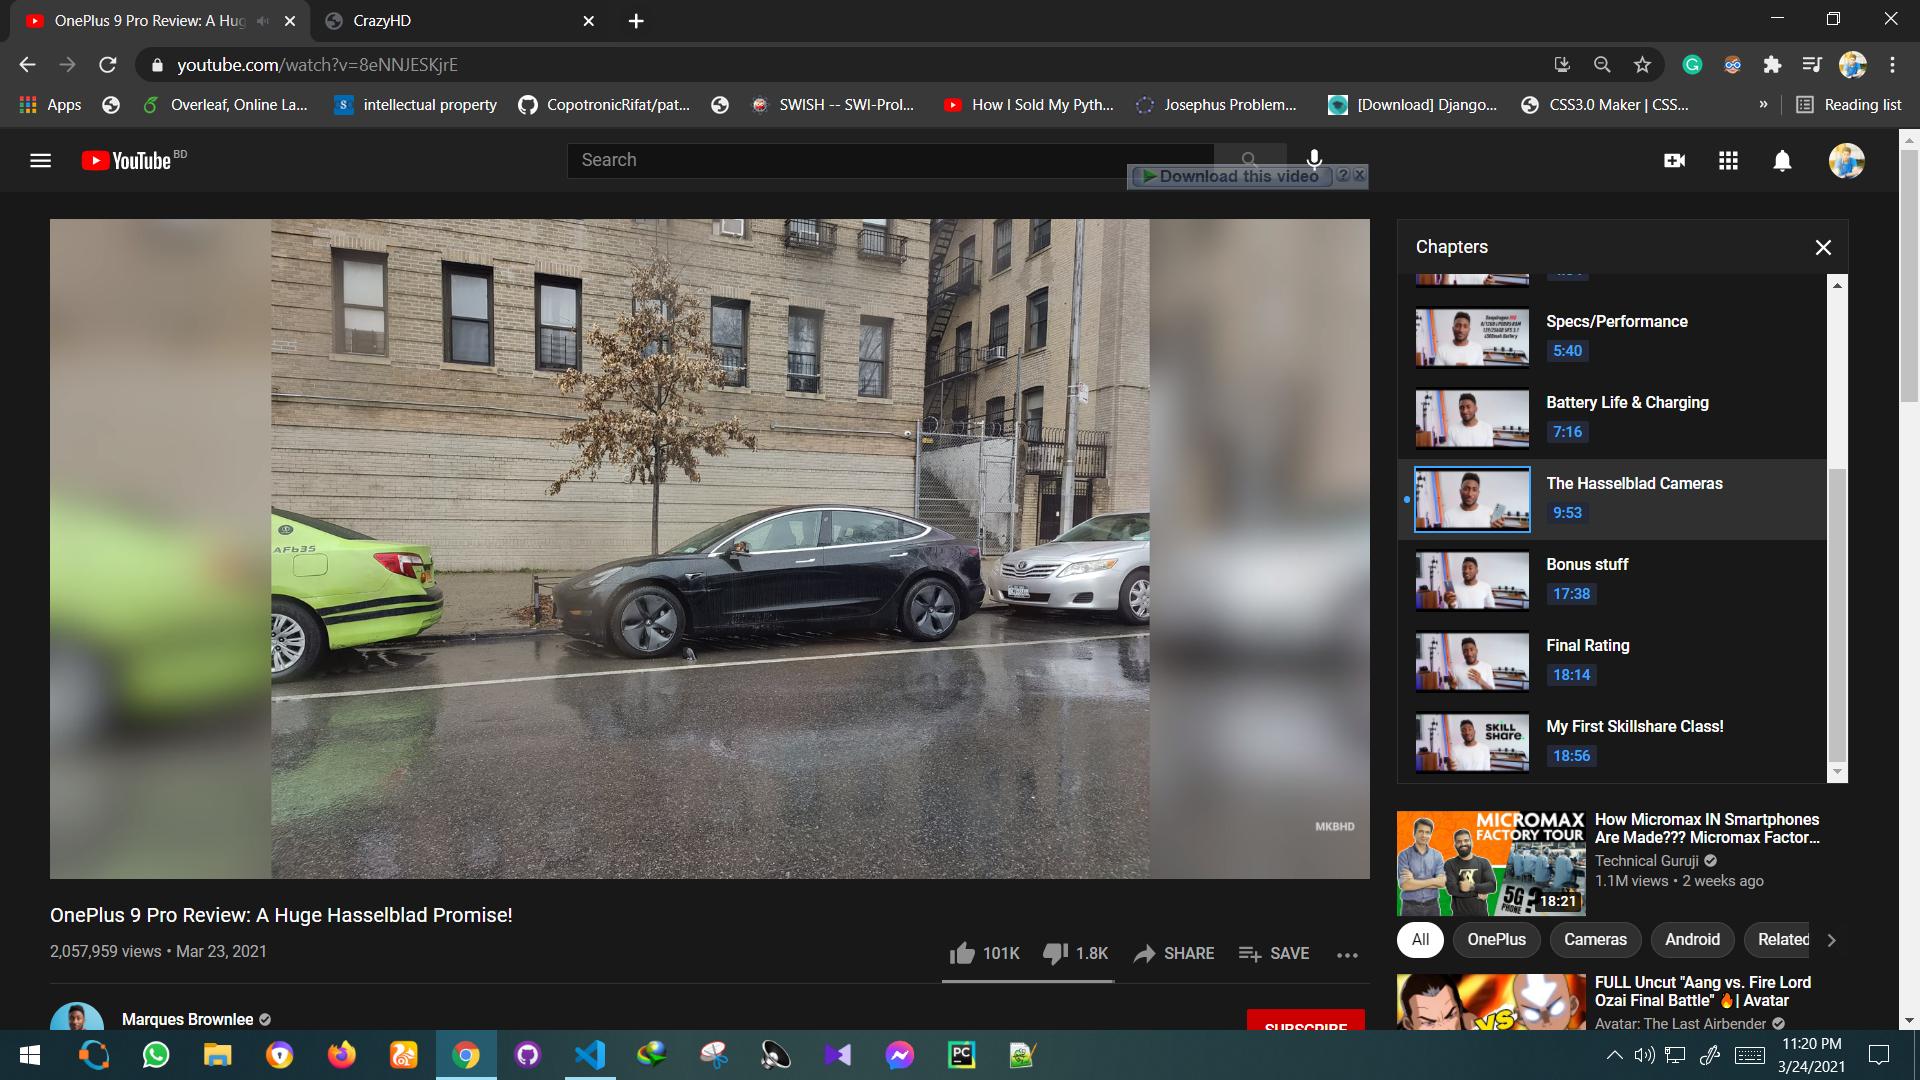 OnePlus 9 Pro Review: A Hug
CrazyHD
youtube.com/watch?v=8eNNJESKjrE
Apps
Overleaf, Online La...
intellectual property
CopotronicRifat/pat...
SWISH -- SWI-Prol...
How I Sold My Pyth...
Josephus Problem...
[Download] Django...
CSS3.0 Maker | CSS...
»
Reading list
YouTube BD
Search
Download this video
Chapters
Specs/Performance
5:40
Battery Life & Charging
7:16
The Hasselblad Cameras
9:53
Bonus stuff
17:38
Final Rating
18:14
SKILL
SHARE.
My First Skillshare Class!
18:56
MKBHD
MICROMAX
FACTORY TOUR
5G ?
PHONE
18:21
How Micromax IN Smartphones
Are Made??? Micromax Factor...
Technical Guruji
1.1M views • 2 weeks ago
All
OnePlus
Cameras
Android
Related
VS
FULL Uncut "Aang vs. Fire Lord
Ozai Final Battle" 🔥| Avatar
Avatar: The Last Airbender
OnePlus 9 Pro Review: A Huge Hasselblad Promise!
2,057,959 views • Mar 23, 2021
101K
1.8K
SHARE
SAVE
Marques Brownlee
SUBSCRIBE
11:20 PM
3/24/2021